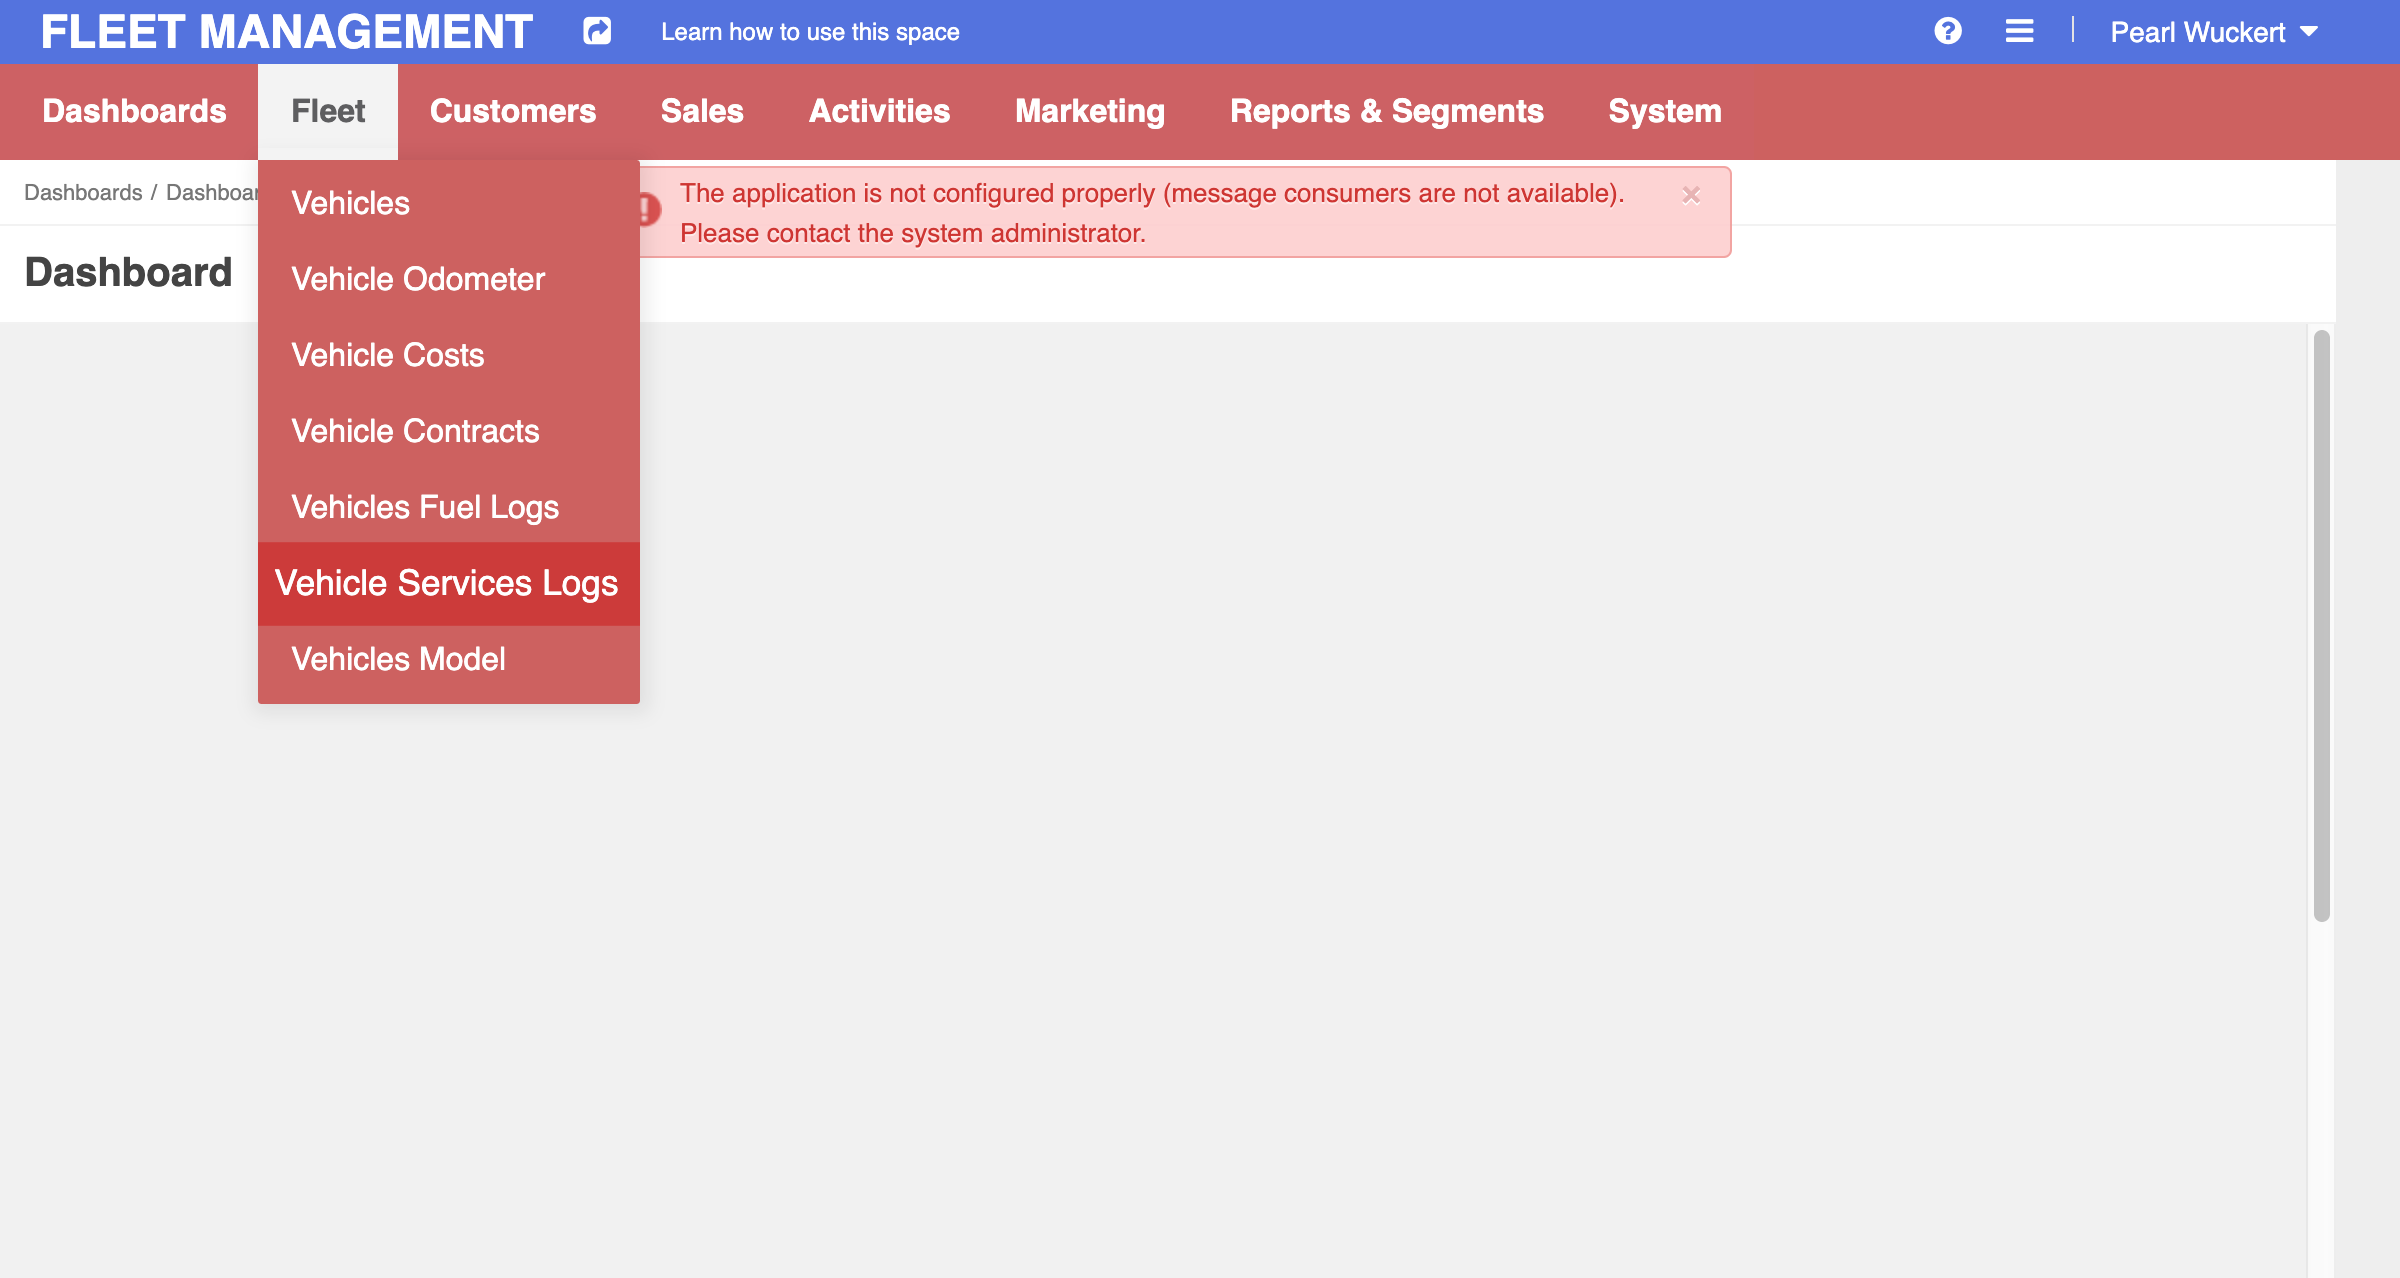 FLEET MANAGEMENT
Learn how to use this space
Pearl Wuckert
Dashboards
Fleet
Customers
Sales
Activities
Marketing
Reports & Segments
System
Dashboards /
The application is not configured properly (message consumers are not available).
Please contact the system administrator.
×
Dashboard
Vehicles
Vehicle Odometer
Vehicle Costs
Vehicle Contracts
Vehicles Fuel Logs
Vehicle Services Logs
Vehicles Model